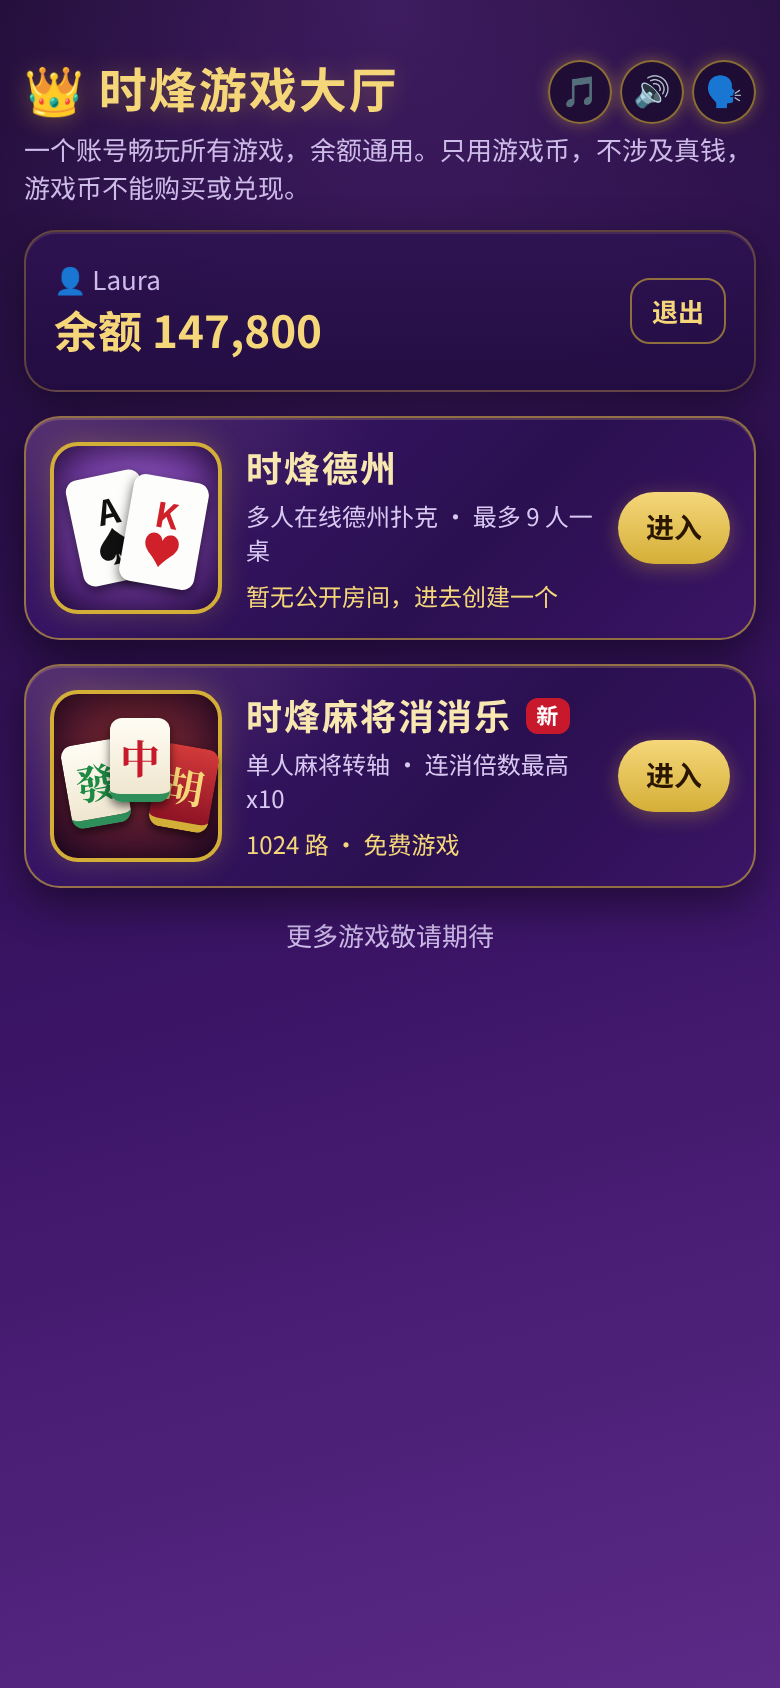 时烽游戏大厅
一个账号畅玩所有游戏，余额通用。只用游戏币，不涉及真钱，
游戏币不能购买或兑现。
Laura
余额 147,800
退出
A
K
时烽德州
多人在线德州扑克 · 最多 9 人一
桌
暂无公开房间，进去创建一个
进入
發
中
胡
时烽麻将消消乐
新
单人麻将转轴 · 连消倍数最高
x10
1024 路 · 免费游戏
进入
更多游戏敬请期待